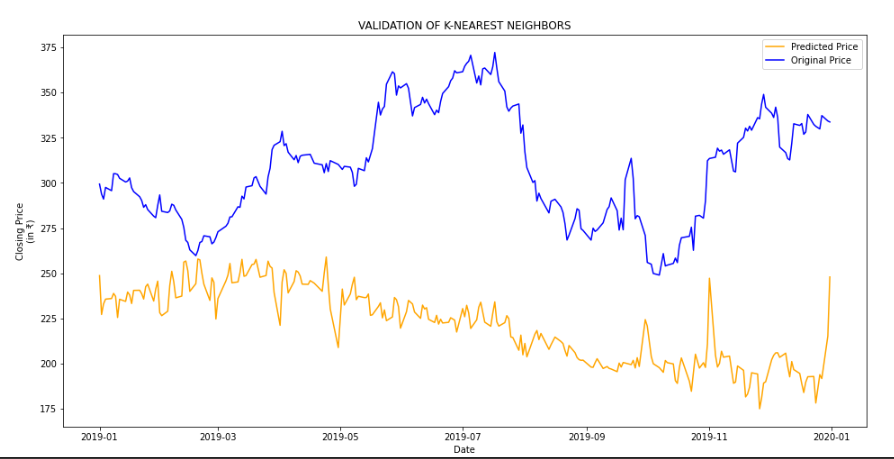 VALIDATION OF K-NEAREST NEIGHBORS
Predicted Price
Original Price
Closing Price
(in ₹)
375
350
325
300
275
250
225
200
175
2019-01 2019-03 2019-05 2019-07 2019-09 2019-11 2020-01
Date